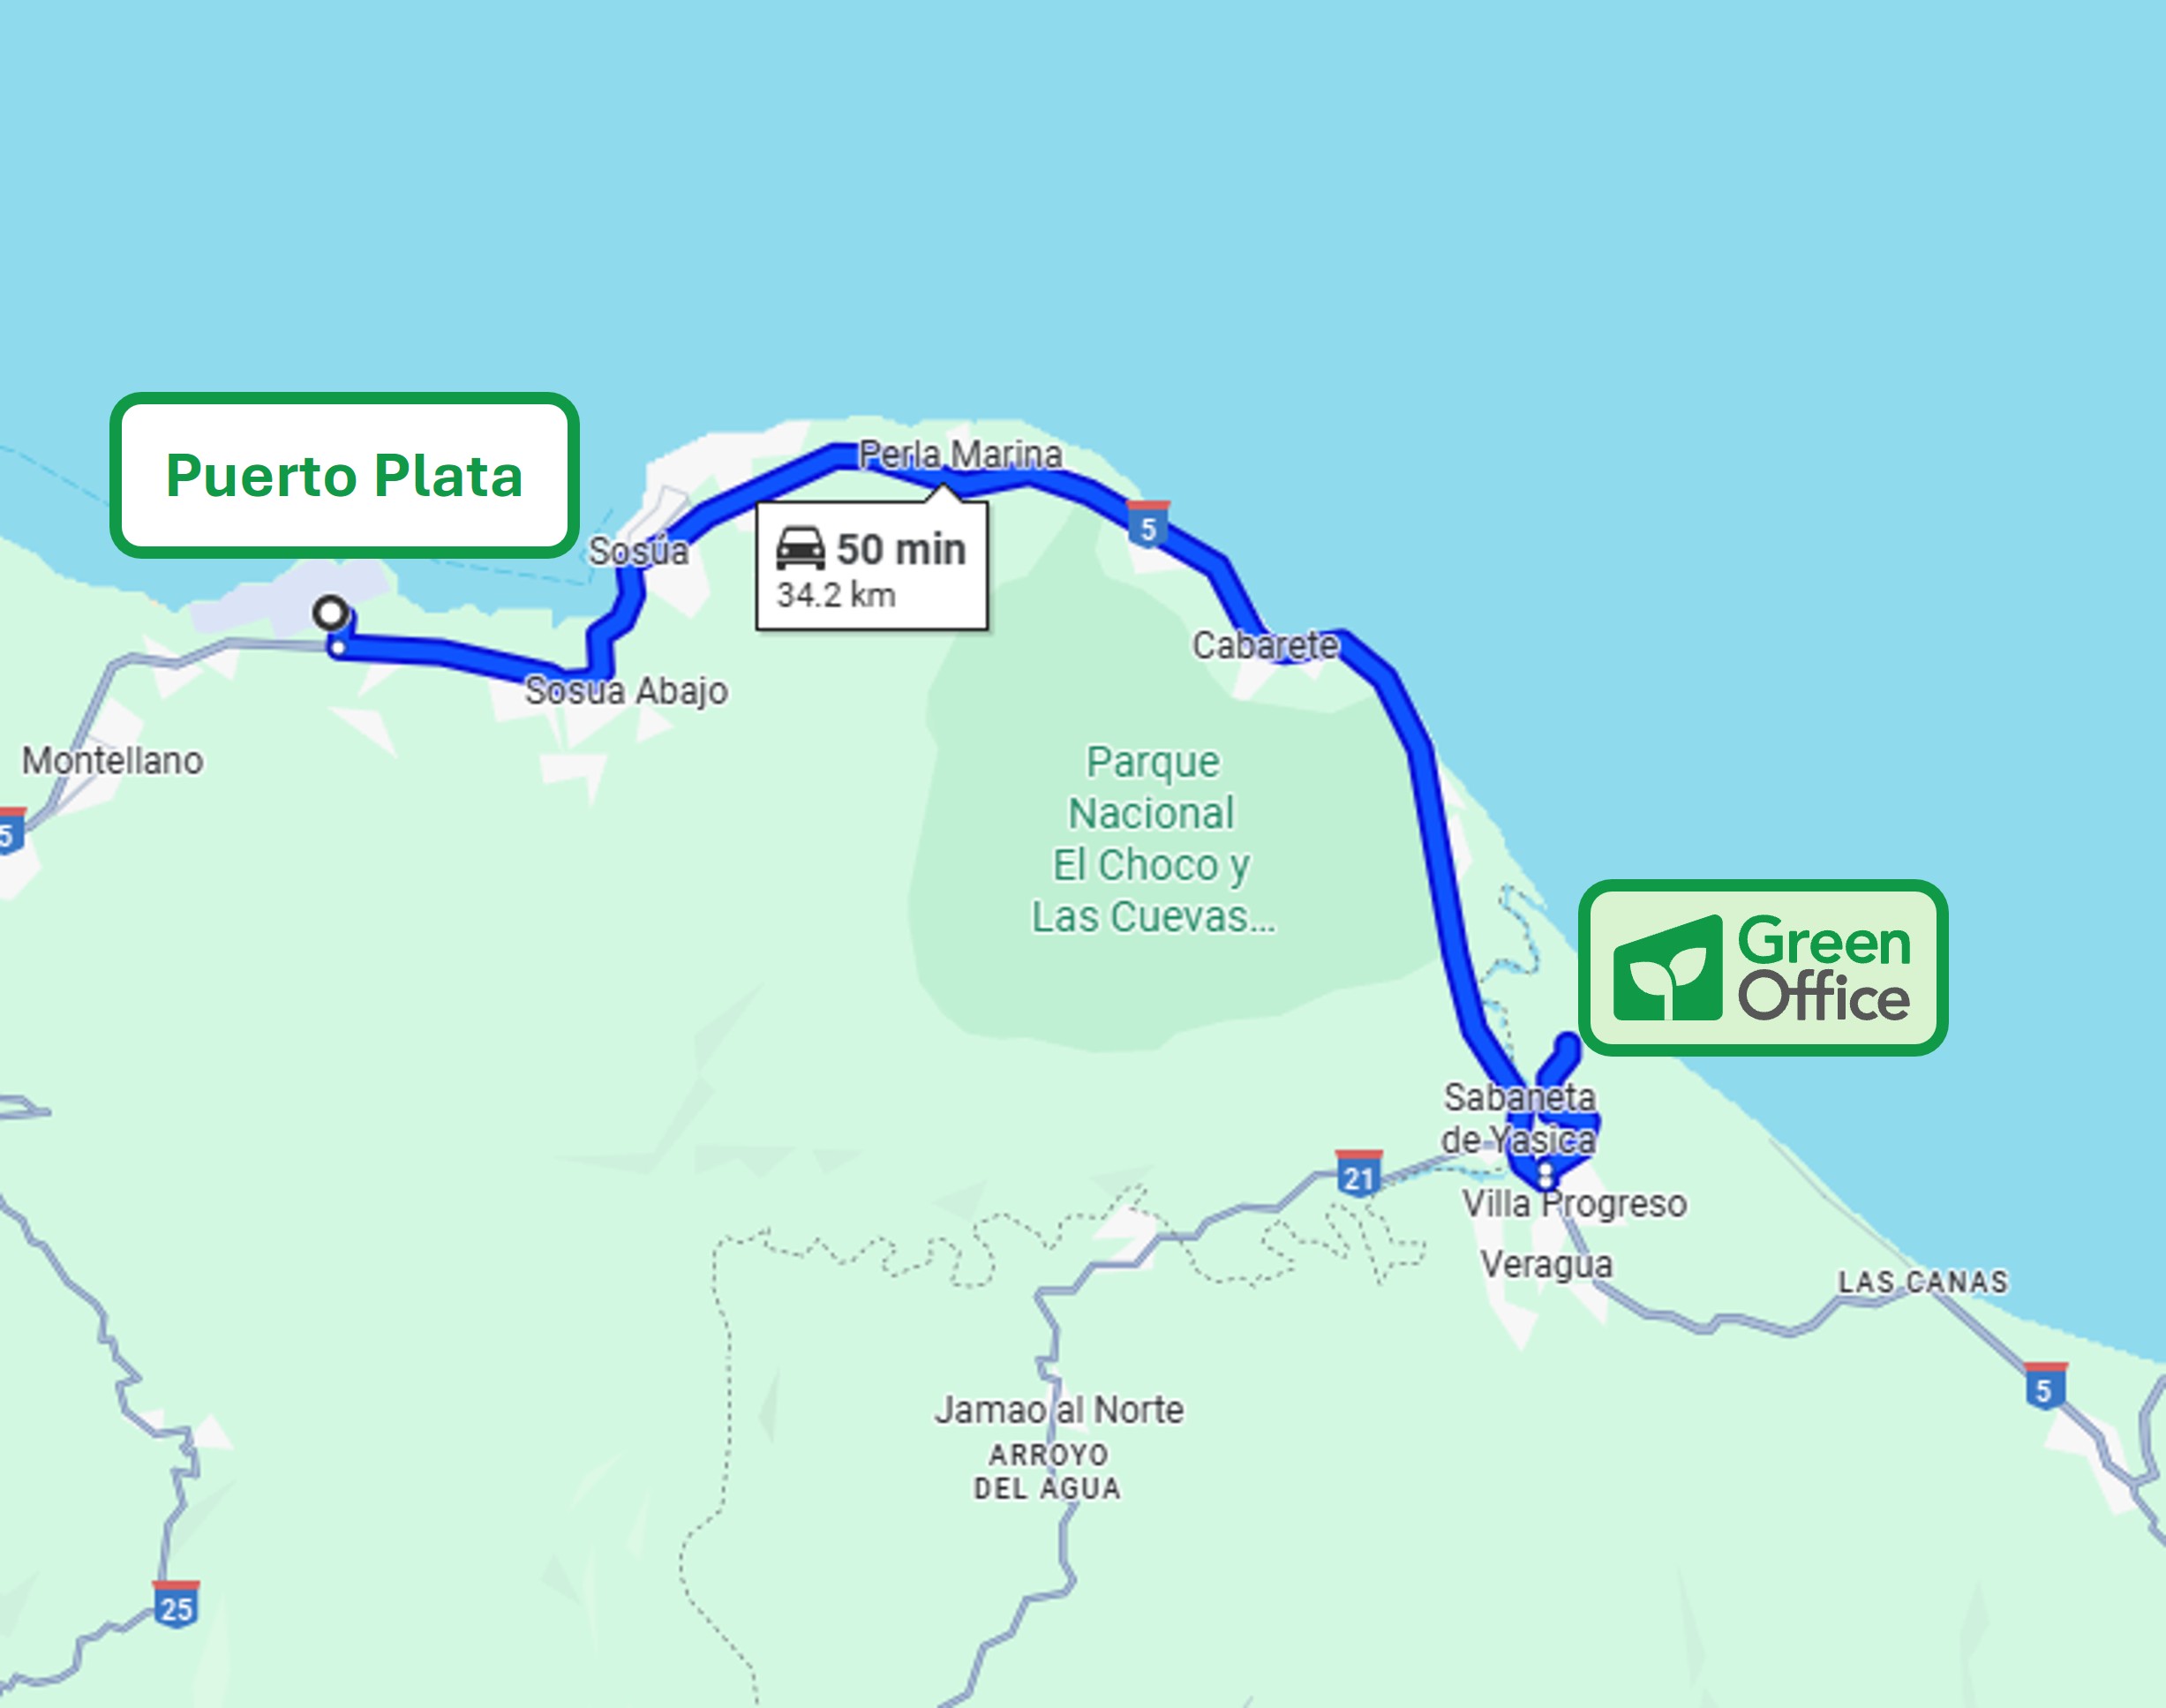 Puerto Plata
Perla Marina
5
Sosúa
50 min
34.2 km
Cabarete
Sosua Abajo
Montellano
5
Parque
Nacional
El Choco y
Las Cuevas...
Green
Office
Sabaneta
de Yasica
21
Villa Progreso
Veragua
LAS CANAS
5
Jamao al Norte
ARROYO
DEL AGUA
25